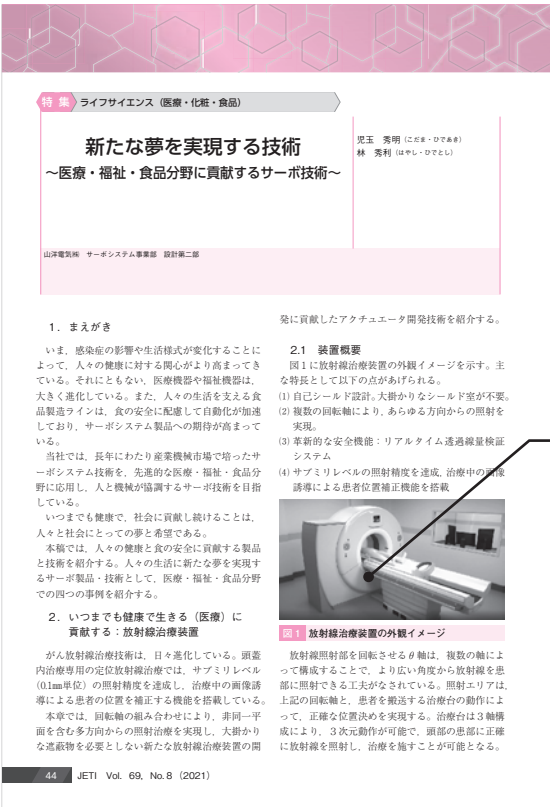 特 集
ライフサイエンス（医療・化粧・食品）
新たな夢を実現する技術
〜医療・福祉・食品分野に貢献するサーボ技術〜
児玉　秀明（こだま・ひであき）
林　秀利（はやし・ひでとし）
山洋電気㈱　サーボシステム事業部　設計第二部
1．まえがき
いま，感染症の影響や生活様式が変化することに
よって，人々の健康に対する関心がより高まってき
ている。それにともない，医療機器や福祉機器は，
大きく進化している。また，人々の生活を支える食
品製造ラインは，食の安全に配慮して自動化が加速
しており，サーボシステム製品への期待が高まって
いる。
当社では，長年にわたり産業機械市場で培ったサ
ーボシステム技術を，先進的な医療・福祉・食品分
野に応用し，人と機械が協調するサーボ技術を目指
している。
いつまでも健康で，社会に貢献し続けることは，
人々と社会にとっての夢と希望である。
本稿では，人々の健康と食の安全に貢献する製品
と技術を紹介する。人々の生活に新たな夢を実現す
るサーボ製品・技術として，医療・福祉・食品分野
での四つの事例を紹介する。
2．いつまでも健康で生きる（医療）に
貢献する：放射線治療装置
がん放射線治療技術は，日々進化している。頭蓋
内治療専用の定位放射線治療では，サブミリレベル
（0.1㎜単位）の照射精度を達成し，治療中の画像誘
導による患者の位置を補正する機能を搭載している。
本章では，回転軸の組み合わせにより，非同一平
面を含む多方向からの照射治療を実現し，大掛かり
な遮蔽物を必要としない新たな放射線治療装置の開
発に貢献したアクチュエータ開発技術を紹介する。
2.1　装置概要
図１に放射線治療装置の外観イメージを示す。主
な特長として以下の点があげられる。
⑴ 自己シールド設計。大掛かりなシールド室が不要。
⑵ 複数の回転軸により，あらゆる方向からの照射を
実現。
⑶ 革新的な安全機能：リアルタイム透過線量検証
システム
⑷ サブミリレベルの照射精度を達成，治療中の画像
誘導による患者位置補正機能を搭載
図１ 放射線治療装置の外観イメージ
放射線照射部を回転させるθ軸は，複数の軸によ
って構成することで，より広い角度から放射線を患
部に照射できる工夫がなされている。照射エリアは，
上記の回転軸と，患者を搬送する治療台の動作によ
って，正確な位置決めを実現する。治療台は３軸構
成により，３次元動作が可能で，頭部の患部に正確
に放射線を照射し，治療を施すことが可能となる。
44 JETI Vol. 69, No. 8（2021）